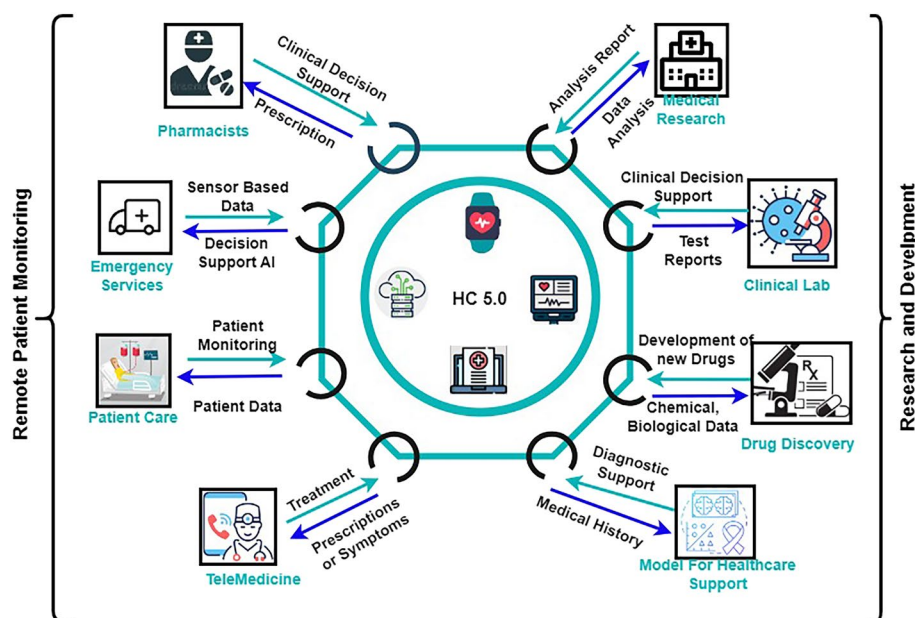 Remote Patient Monitoring
Clinical Decision
Support
Prescription
Pharmacists
Sensor Based
Data
Decision
Support AI
Emergency
Services
Patient
Monitoring
Patient Data
Patient Care
Treatment
Prescriptions
or Symptoms
TeleMedicine
HC 5.0
Analysis Report
Data
Analysis
Medical
Research
Clinical Decision
Support
Test
Reports
Clinical Lab
Development of
new Drugs
Chemical,
Biological Data
Rx
Drug Discovery
Diagnostic
Support
Medical History
Model For Healthcare
Support
Research and Development